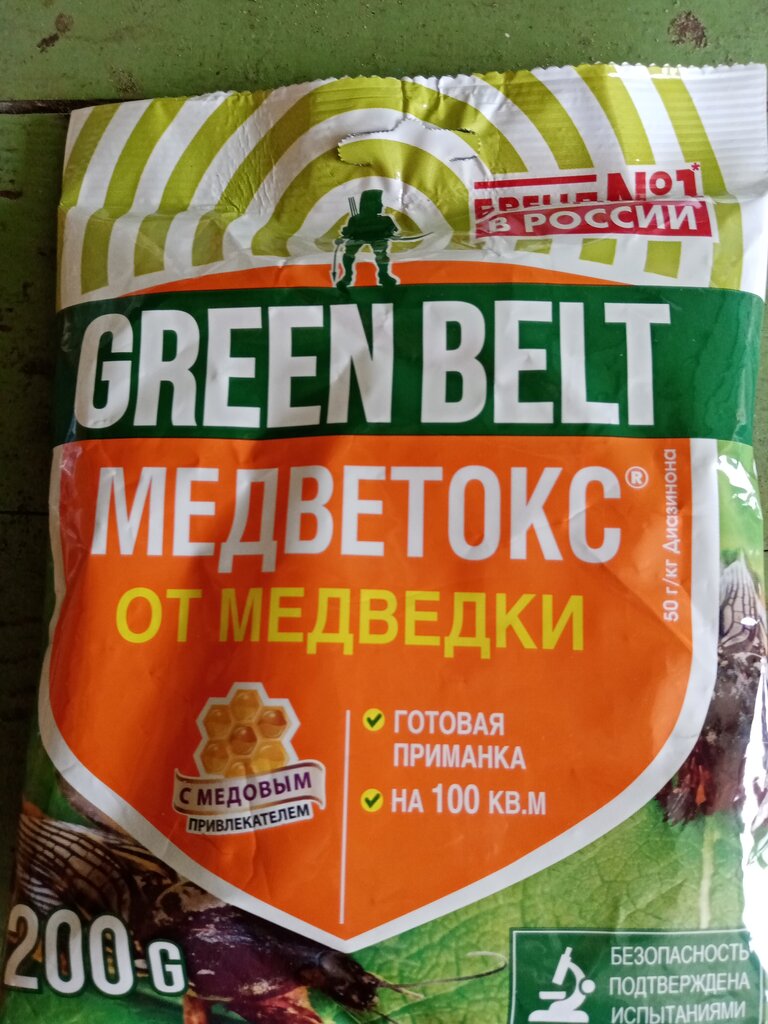 БРЕНД №1*
В РОССИИ
GREEN BELT
МЕДВЕТОКС®
50 г/кг Диазинона
ОТ МЕДВЕДКИ
С МЕДОВЫМ
ПРИВЛЕКАТЕЛЕМ
ГОТОВАЯ
ПРИМАНКА
НА 100 КВ.М
200-G
БЕЗОПАСНОСТЬ
ПОДТВЕРЖДЕНА
ИСПЫТАНИЯМИ